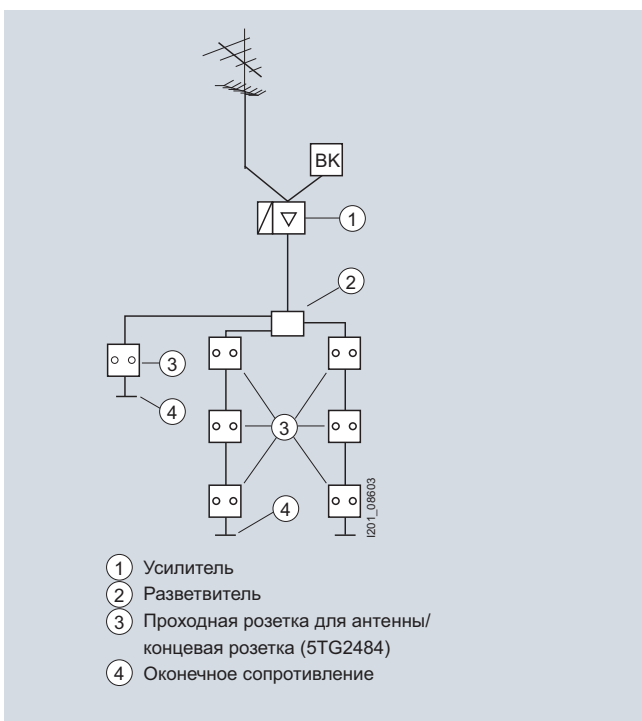 BK
1
2
3
4
3
4
I201_08603
1 Усилитель
2 Разветвитель
3 Проходная розетка для антенны/
концевая розетка (5TG2484)
4 Оконечное сопротивление